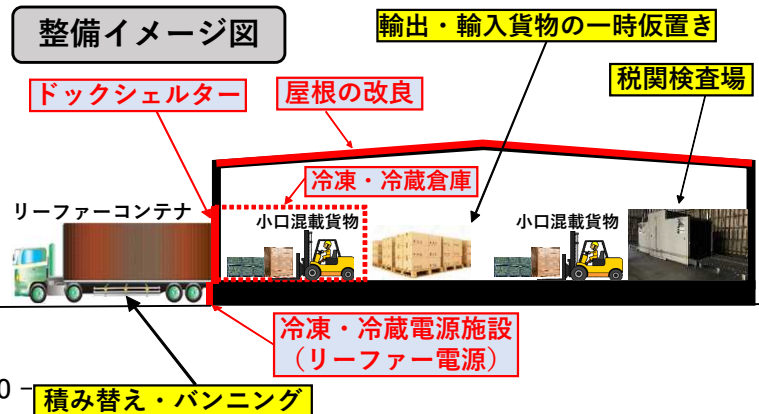 整備イメージ図
輸出・輸入貨物の一時仮置き
ドックシェルター
屋根の改良
税関検査場
冷凍・冷蔵倉庫
リーファーコンテナ
小口混載貨物
小口混載貨物
冷凍・冷蔵電源施設
（リーファー電源）
0
積み替え・バンニング